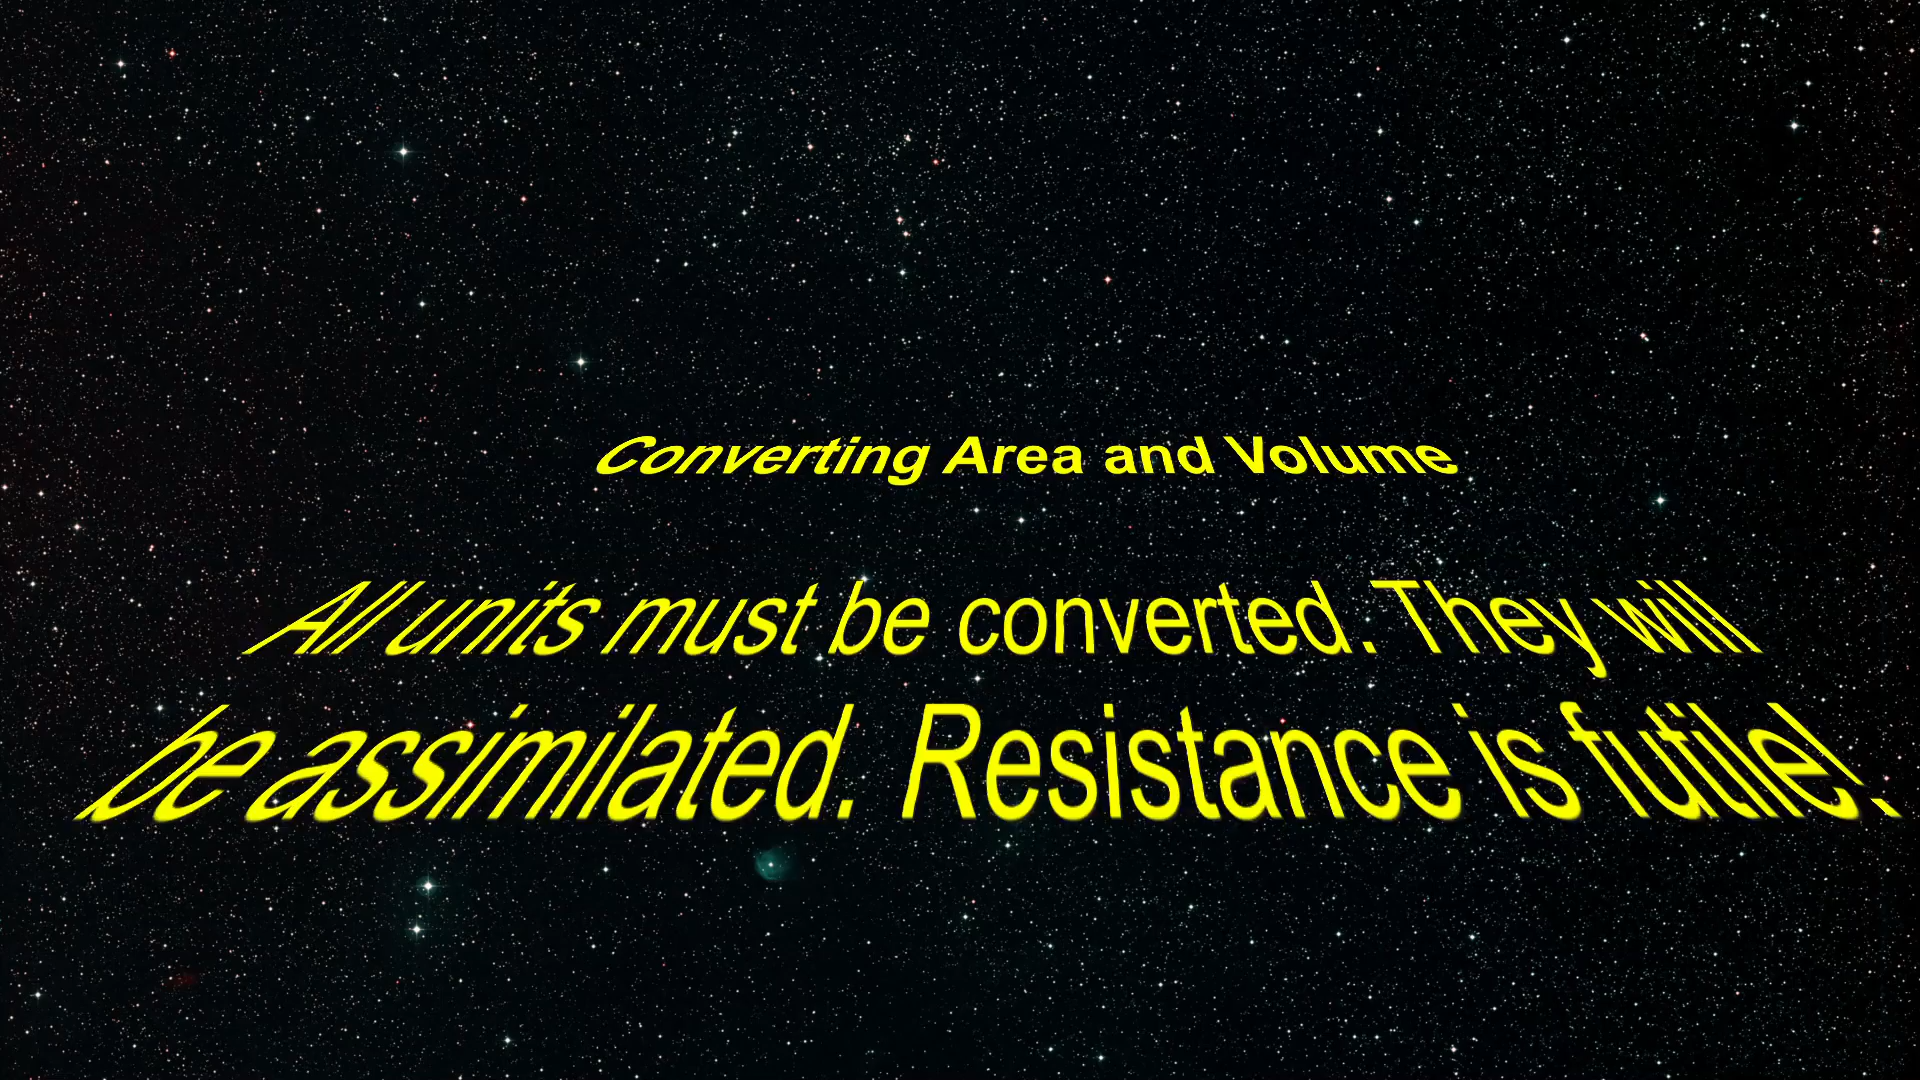 Converting Area and Volume
All units must be converted. They will
be assimilated. Resistance is futile!